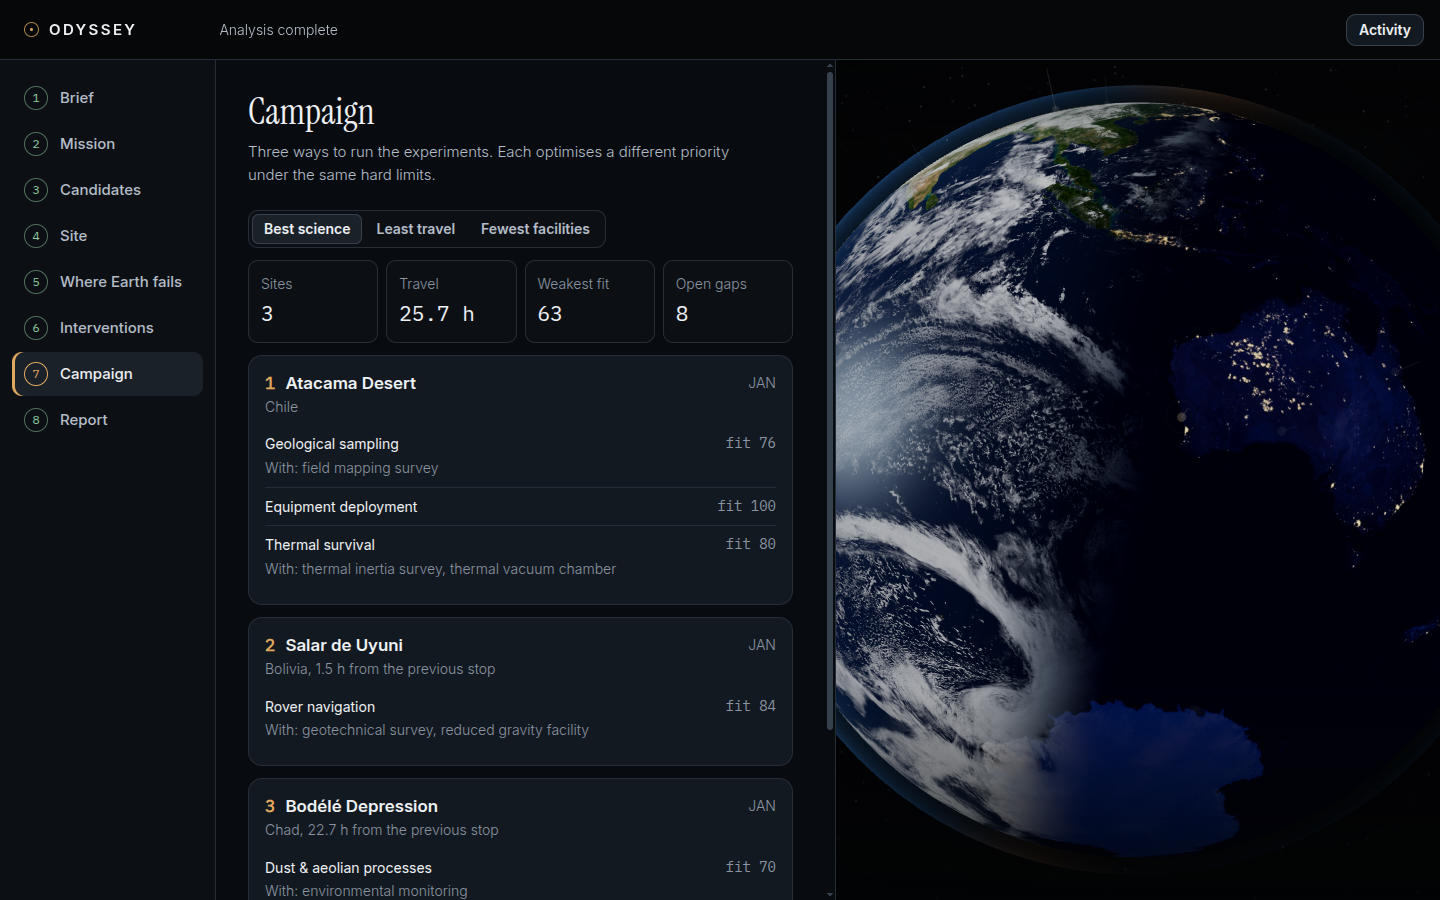 ODYSSEY
Analysis complete
Activity
1 Brief
2 Mission
3 Candidates
4 Site
5 Where Earth fails
6 Interventions
7 Campaign
8 Report
Campaign
Three ways to run the experiments. Each optimises a different priority
under the same hard limits.
Best science Least travel Fewest facilities
Sites Travel Weakest fit Open gaps
3 25.7 h 63 8
1 Atacama Desert JAN
Chile
Geological sampling fit 76
With: field mapping survey
Equipment deployment fit 100
Thermal survival fit 80
With: thermal inertia survey, thermal vacuum chamber
2 Salar de Uyuni JAN
Bolivia, 1.5 h from the previous stop
Rover navigation fit 84
With: geotechnical survey, reduced gravity facility
3 Bodélé Depression JAN
Chad, 22.7 h from the previous stop
Dust & aeolian processes fit 70
With: environmental monitoring